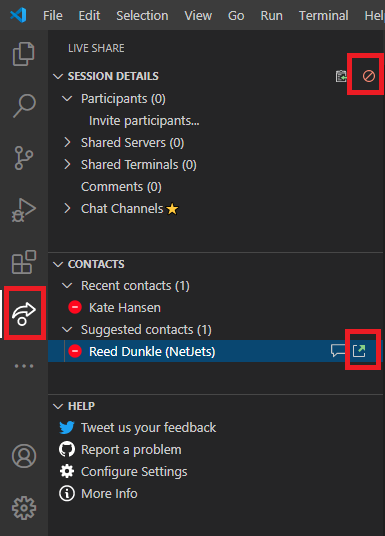 File Edit Selection View Go Run Terminal H
LIVE SHARE
SESSION DETAILS
Participants (0)
Invite participants...
Shared Servers (0)
Shared Terminals (0)
Comments (0)
Chat Channels
CONTACTS
Recent contacts (1)
Kate Hansen
Suggested contacts (1)
Reed Dunkle (NetJets)
HELP
Tweet us your feedback
Report a problem
Configure Settings
More Info